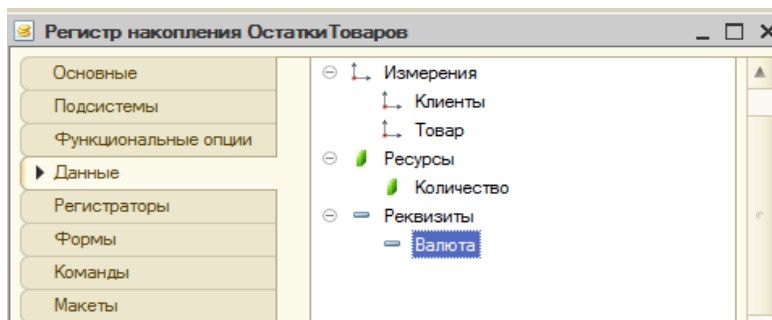 Регистр накопления ОстаткиТоваров
Основные
Подсистемы
Функциональные опции
Данные
Регистраторы
Формы
Команды
Макеты
Измерения
Клиенты
Товар
Ресурсы
Количество
Реквизиты
Валюта